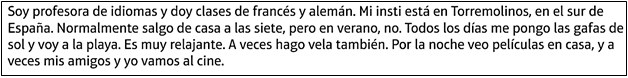 Soy profesora de idiomas y doy clases de francés y alemán. Mi insti está en Torremolinos, en el sur de
España. Normalmente salgo de casa a las siete, pero en verano, no. Todos los días me pongo las gafas de
sol y voy a la playa. Es muy relajante. A veces hago vela también. Por la noche veo películas en casa, y a
veces mis amigos y yo vamos al cine.